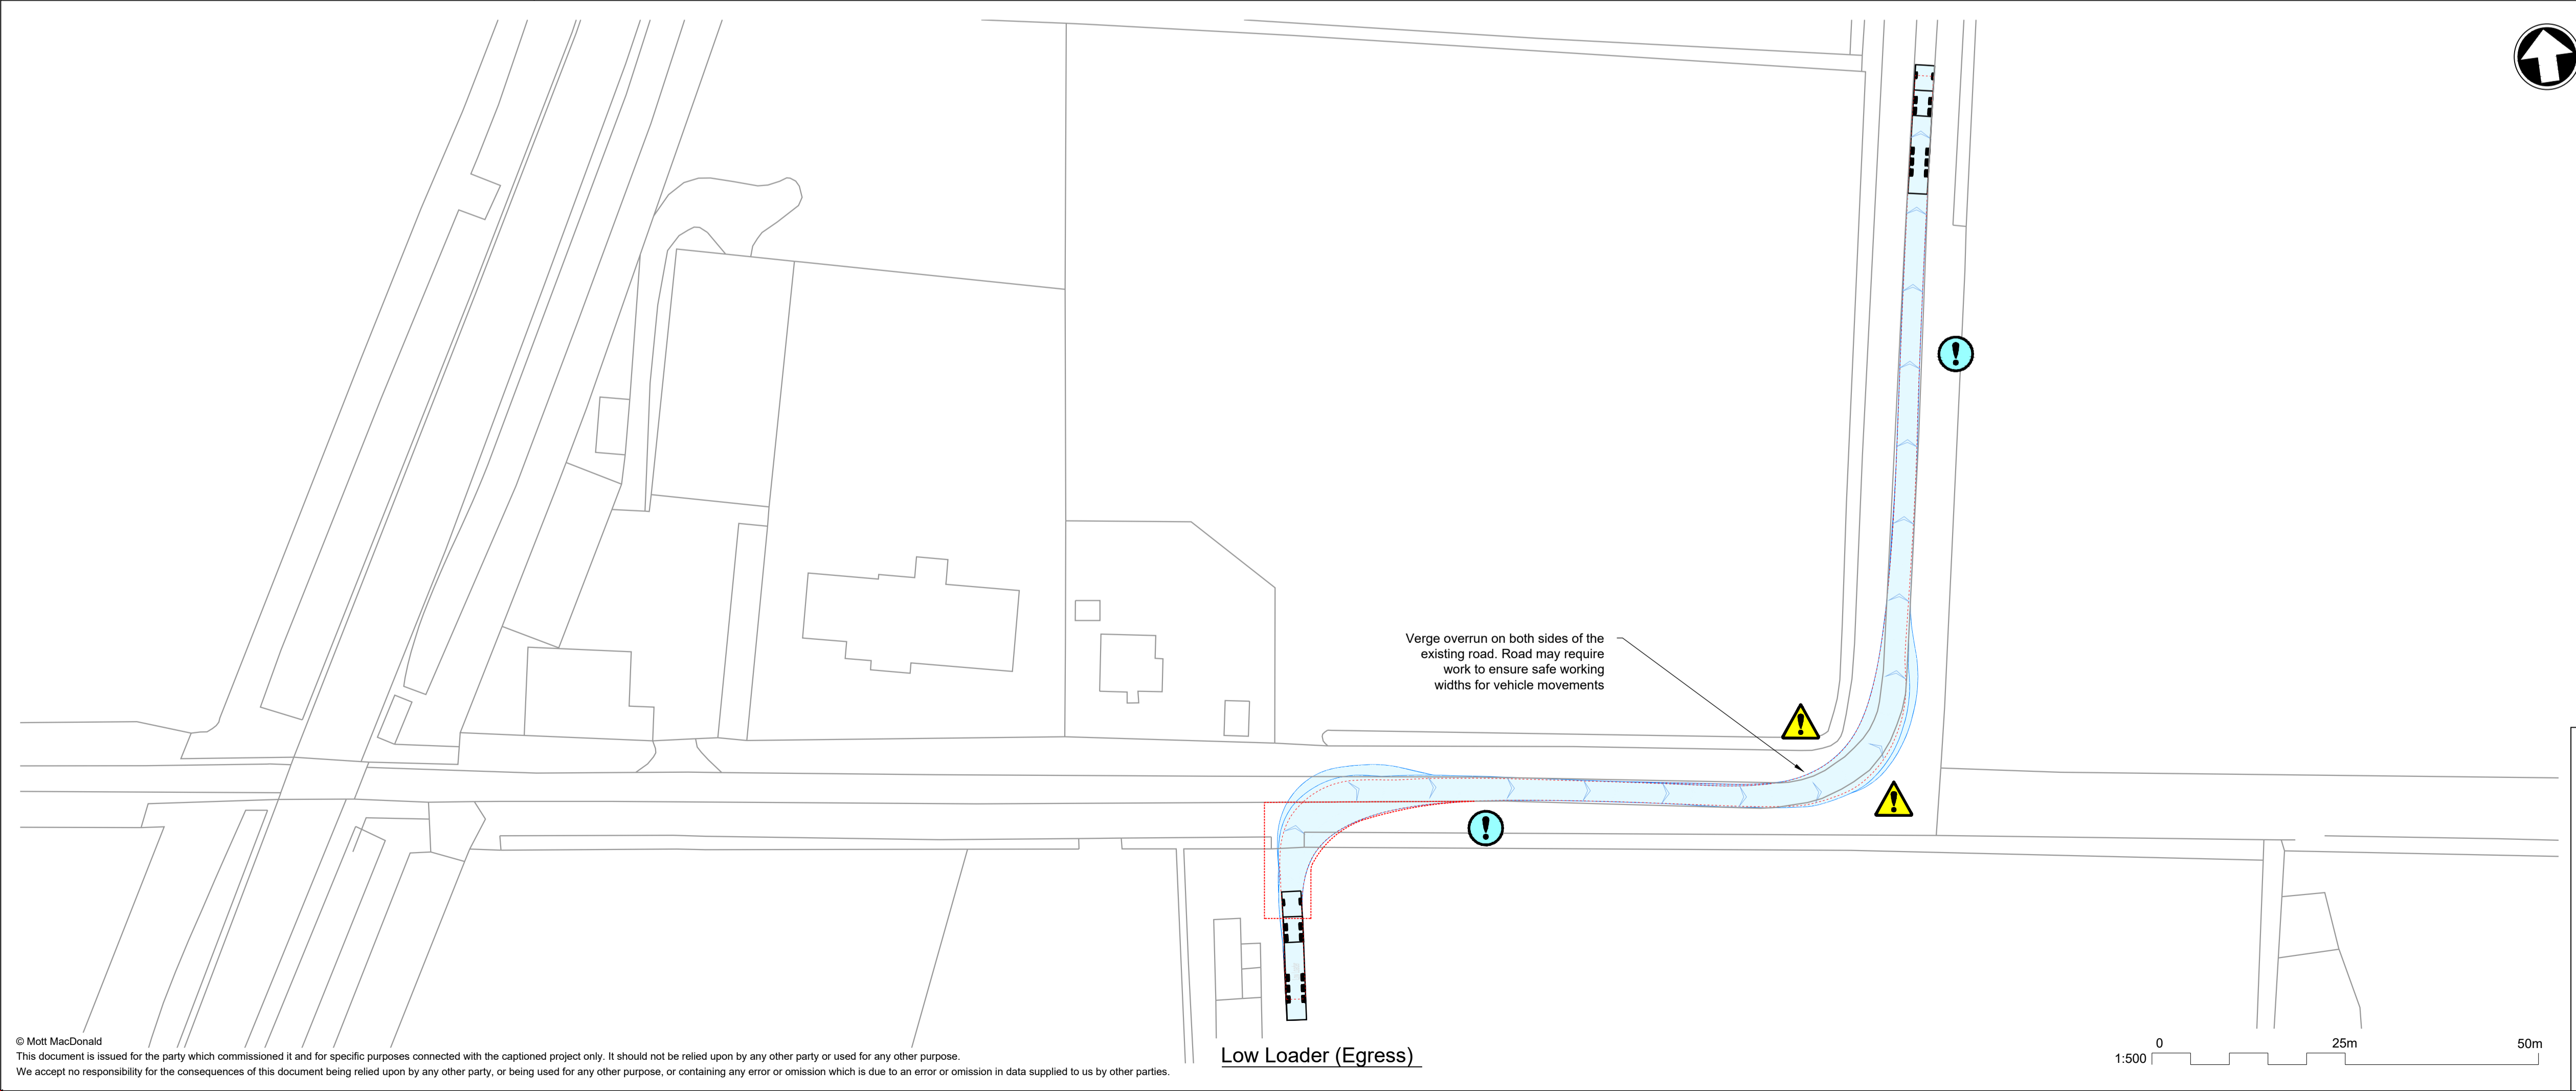 Verge overrun on both sides of the
existing road. Road may require
work to ensure safe working
widths for vehicle movements
© Mott MacDonald
This document is issued for the party which commissioned it and for specific purposes connected with the captioned project only. It should not be relied upon by any other party or used for any other purpose.
We accept no responsibility for the consequences of this document being relied upon by any other party, or being used for any other purpose, or containing any error or omission which is due to an error or omission in data supplied to us by other parties.
Low Loader (Egress)
0 25m 50m
1:500